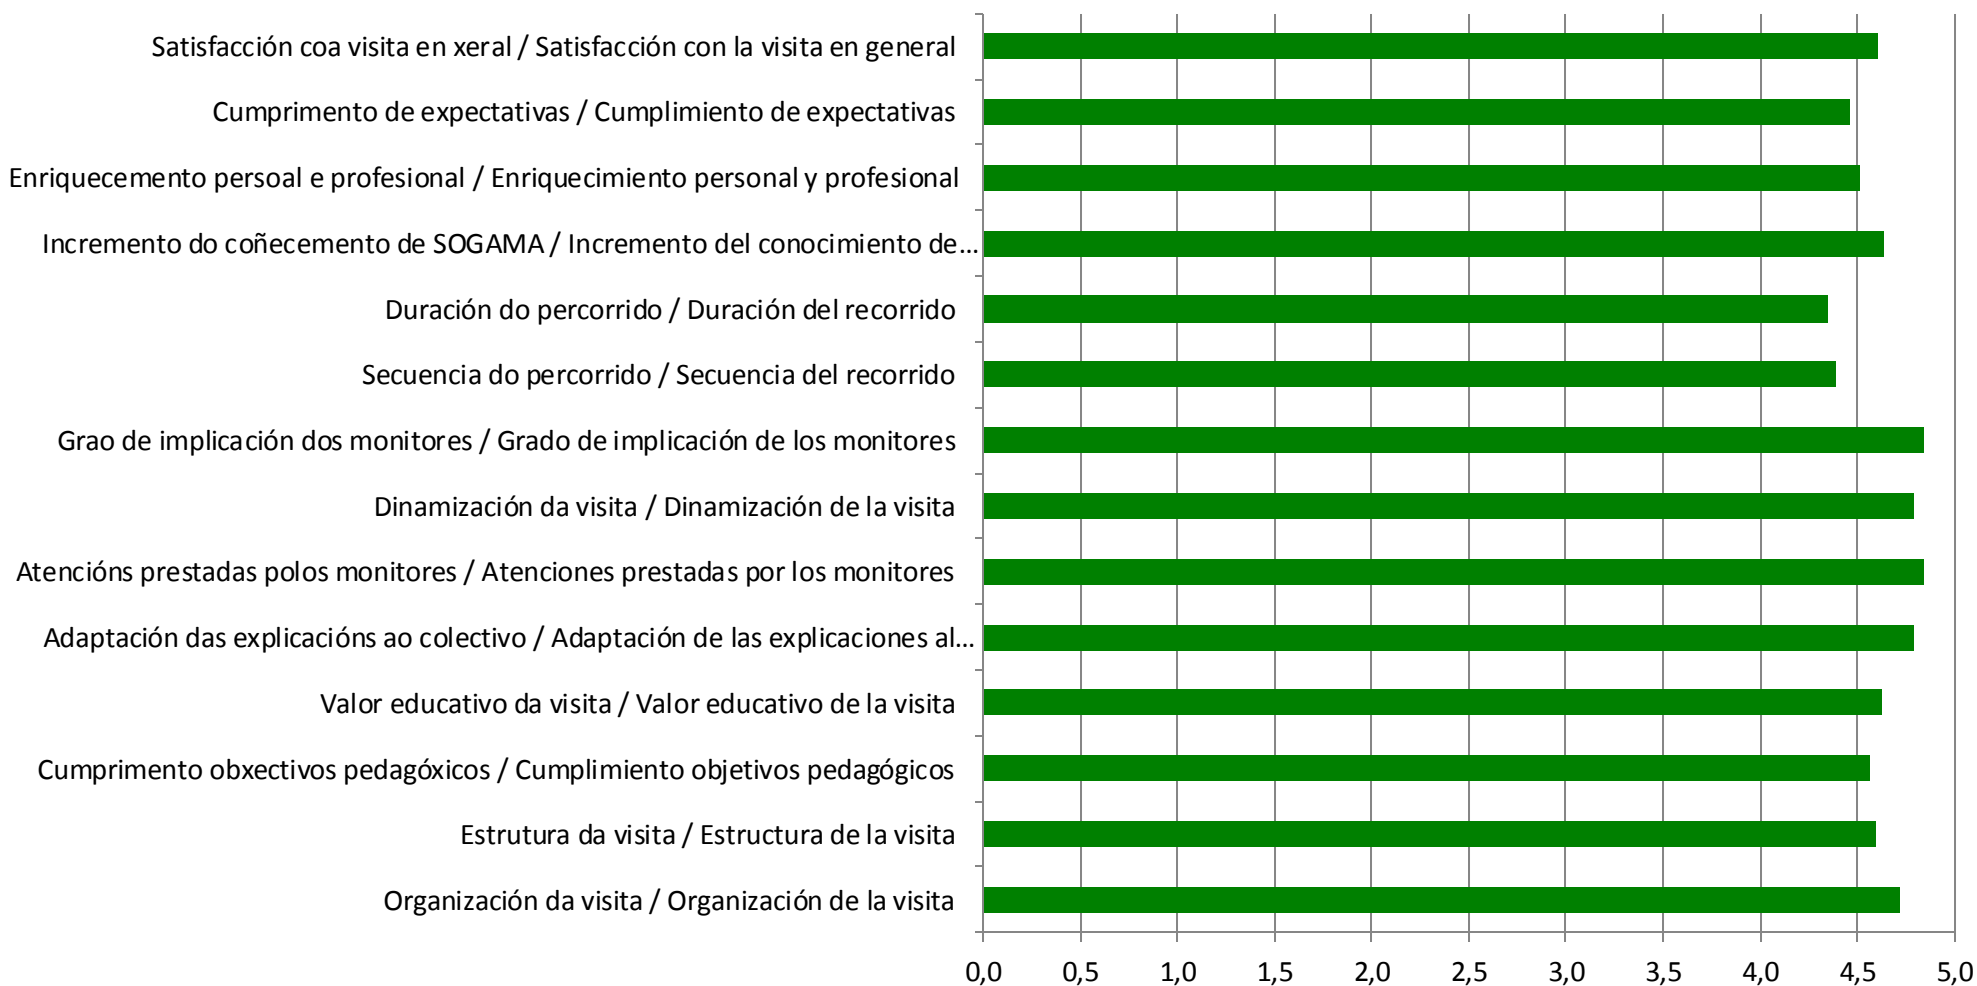 Satisfacción coa visita en xeral / Satisfacción con la visita en general
Cumprimento de expectativas / Cumplimiento de expectativas
Enriquecemento persoal e profesional / Enriquecimiento personal y profesional
Incremento do coñecemento de SOGAMA / Incremento del conocimiento de...
Duración do percorrido / Duración del recorrido
Secuencia do percorrido / Secuencia del recorrido
Grao de implicación dos monitores / Grado de implicación de los monitores
Dinamización da visita / Dinamización de la visita
Atencións prestadas polos monitores / Atenciones prestadas por los monitores
Adaptación das explicacións ao colectivo / Adaptación de las explicaciones al...
Valor educativo da visita / Valor educativo de la visita
Cumprimento obxectivos pedagóxicos / Cumplimiento objetivos pedagógicos
Estrutura da visita / Estructura de la visita
Organización da visita / Organización de la visita
0,0 0,5 1,0 1,5 2,0 2,5 3,0 3,5 4,0 4,5 5,0